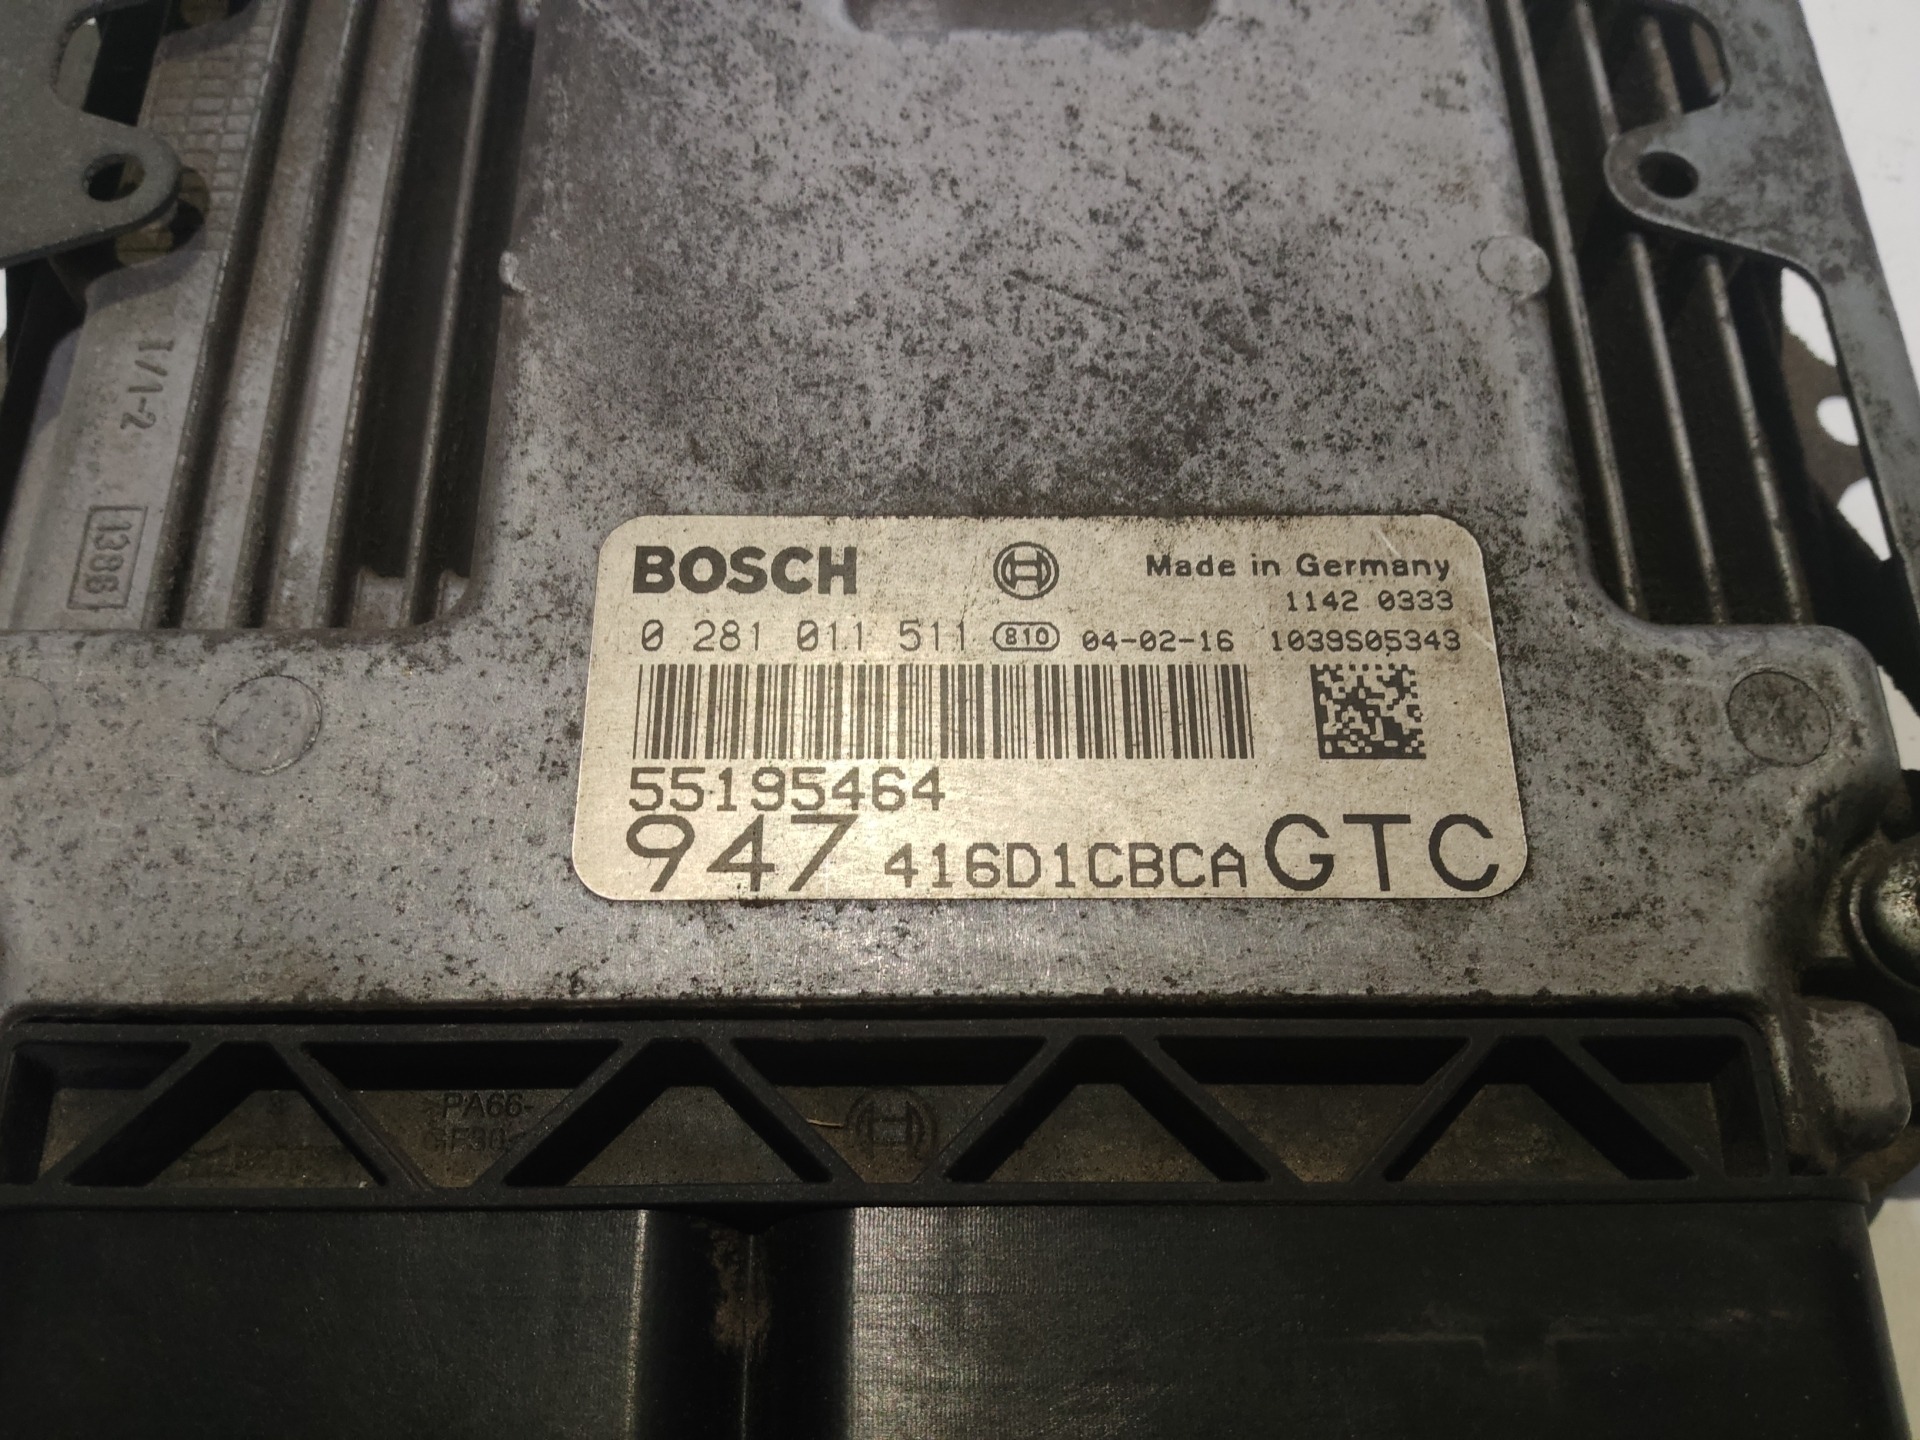 1/1-2
1386
BOSCH Made in Germany
1142 0333
0 281 011 511 810 04-02-16 1039S05343
55195464
947 416D1CBCA GTC
PA66-
GF30<